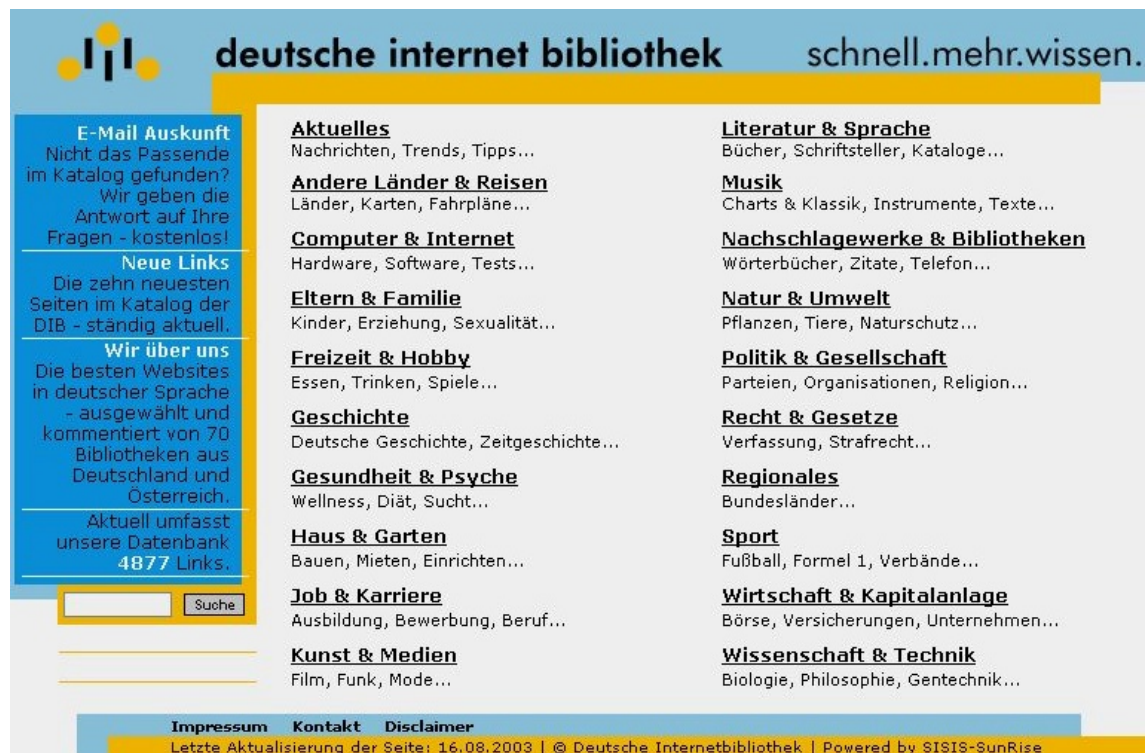 deutsche internet bibliothek
schnell.mehr.wissen.
E-Mail Auskunft
Nicht das Passende
im Katalog gefunden?
Wir geben die
Antwort auf Ihre
Fragen - kostenlos!
Neue Links
Die zehn neuesten
Seiten im Katalog der
DIB - ständig aktuell.
Wir über uns
Die besten Websites
in deutscher Sprache
- ausgewählt und
kommentiert von 70
Bibliotheken aus
Deutschland und
Österreich.
Aktuell umfasst
unsere Datenbank
4877 Links.
Suche
Aktuelles
Nachrichten, Trends, Tipps...
Andere Länder & Reisen
Länder, Karten, Fahrpläne...
Computer & Internet
Hardware, Software, Tests...
Eltern & Familie
Kinder, Erziehung, Sexualität...
Freizeit & Hobby
Essen, Trinken, Spiele...
Geschichte
Deutsche Geschichte, Zeitgeschichte...
Gesundheit & Psyche
Wellness, Diät, Sucht...
Haus & Garten
Bauen, Mieten, Einrichten...
Job & Karriere
Ausbildung, Bewerbung, Beruf...
Kunst & Medien
Film, Funk, Mode...
Literatur & Sprache
Bücher, Schriftsteller, Kataloge...
Musik
Charts & Klassik, Instrumente, Texte...
Nachschlagewerke & Bibliotheken
Wörterbücher, Zitate, Telefon...
Natur & Umwelt
Pflanzen, Tiere, Naturschutz...
Politik & Gesellschaft
Parteien, Organisationen, Religion...
Recht & Gesetze
Verfassung, Strafrecht...
Regionales
Bundesländer...
Sport
Fußball, Formel 1, Verbände...
Wirtschaft & Kapitalanlage
Börse, Versicherungen, Unternehmen...
Wissenschaft & Technik
Biologie, Philosophie, Gentechnik...
Impressum Kontakt Disclaimer
Letzte Aktualisierung der Seite: 16.08.2003 | © Deutsche Internetbibliothek | Powered by SISIS-SunRise